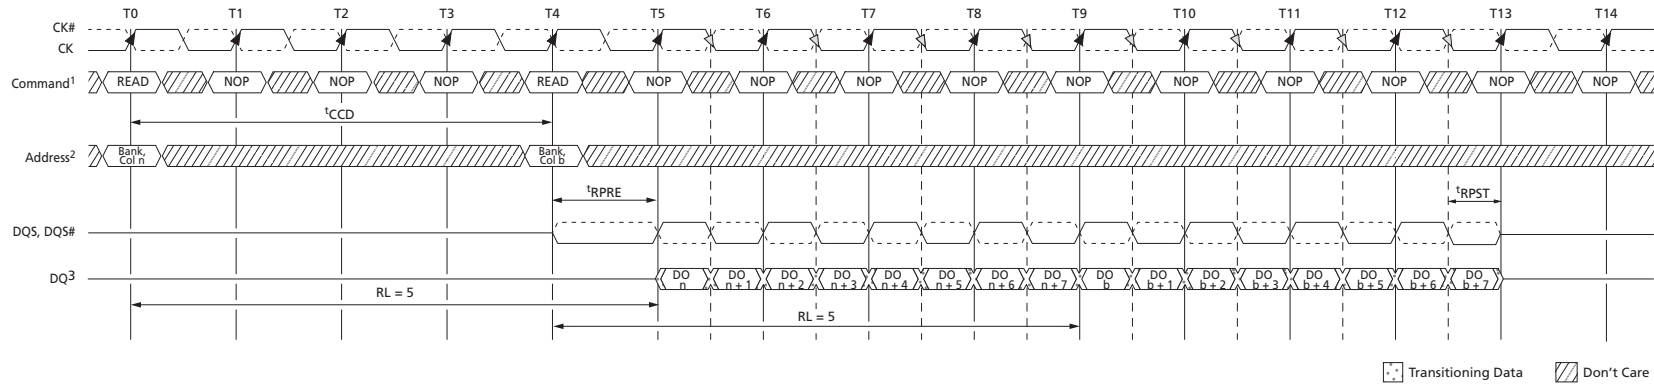 T0 T1 T2 T3 T4 T5 T6 T7 T8 T9 T10 T11 T12 T13 T14
CK#
CK
Command1 READ NOP NOP NOP READ NOP NOP NOP NOP NOP NOP NOP NOP NOP NOP
tCCD
Address2 Bank, Col n Bank, Col b
tRPRE tRPST
DQS, DQS#
DQ3 DO n DO n + 1 DO n + 2 DO n + 3 DO n + 4 DO n + 5 DO n + 6 DO n + 7 DO b DO b + 1 DO b + 2 DO b + 3 DO b + 4 DO b + 5 DO b + 6 DO b + 7
RL = 5
RL = 5
Transitioning Data Don't Care